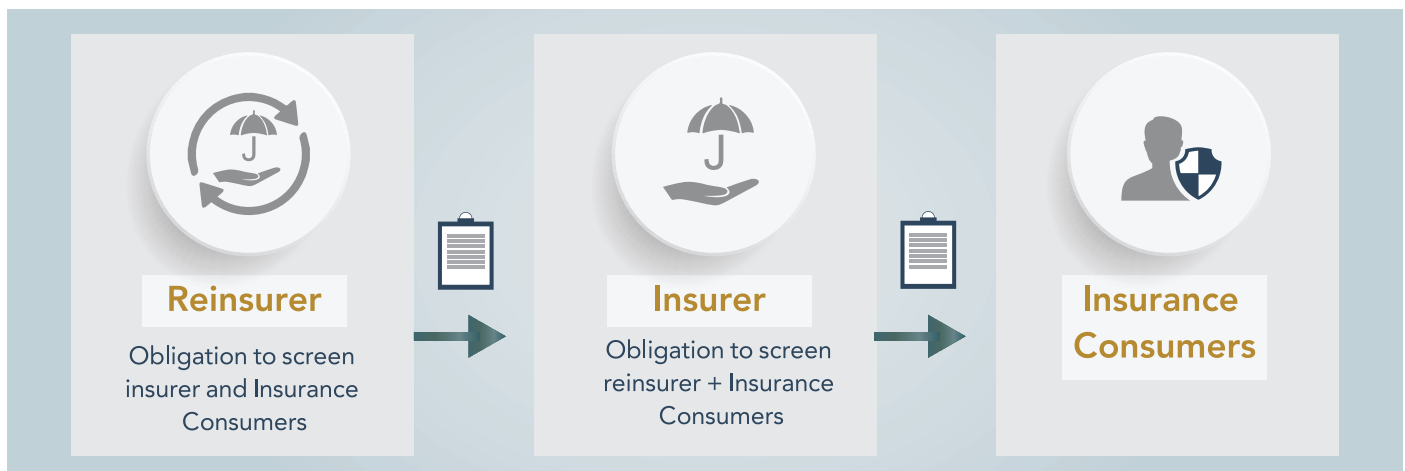 Reinsurer
Obligation to screen
insurer and Insurance
Consumers
Insurer
Obligation to screen
reinsurer + Insurance
Consumers
Insurance
Consumers